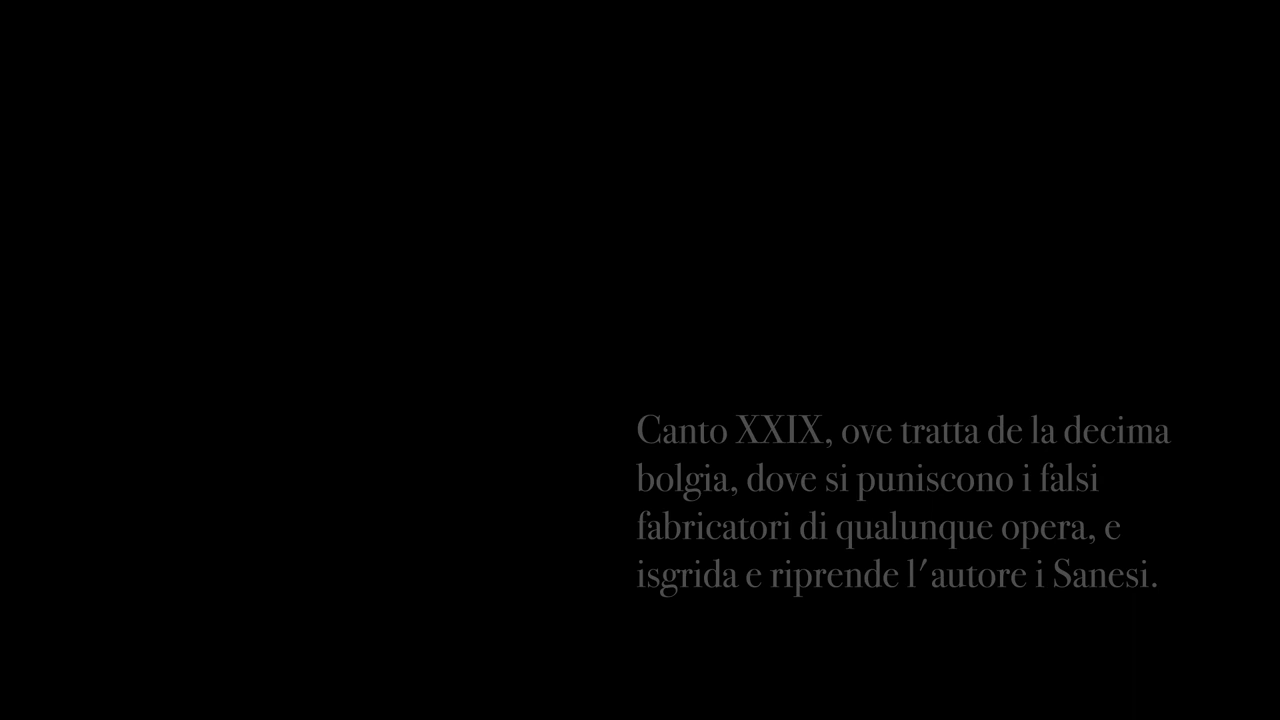 Canto XXIX, ove tratta de la decima
bolgia, dove si puniscono i falsi
fabricatori di qualunque opera, e
isgrida e riprende l'autore i Sanesi.